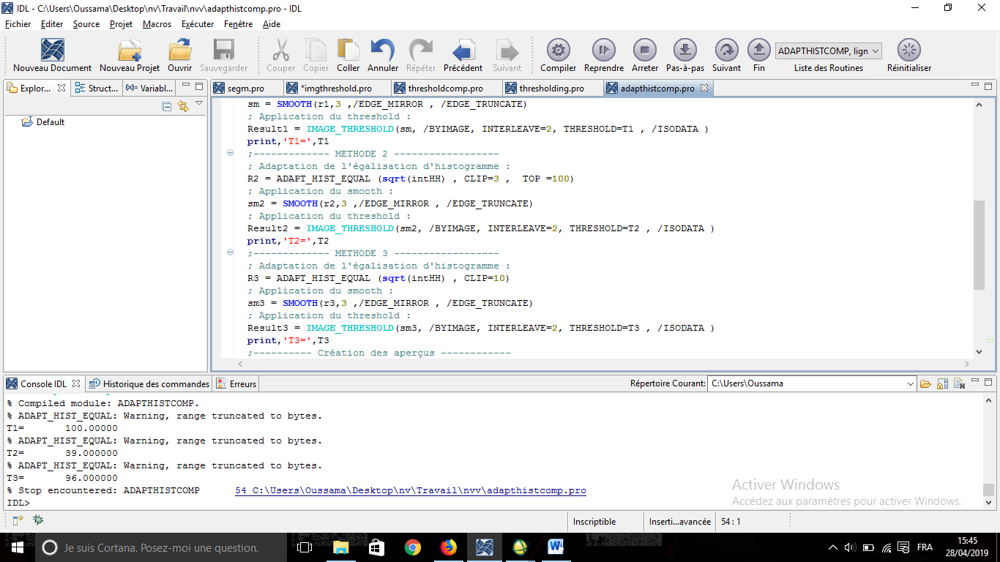 IDL - C:\Users\Oussama\Desktop\nv\Travail\nvv\adapthistcomp.pro - IDL
Fichier Editer Source Projet Macros Exécuter Fenêtre Aide
Nouveau Document Nouveau Projet Ouvrir Sauvegarder Couper Copier Coller Annuler Répéter Précédent Suivant Compiler Reprendre Arreter Pas-à-pas Suivant Fin ADAPTHISTCOMP, lign Liste des Routines Réinitialiser
Explor... Struct... Variabl... segm.pro *imgthreshold.pro thresholdcomp.pro thresholding.pro adapthistcomp.pro
Default
sm = SMOOTH(r1,3 ,/EDGE_MIRROR , /EDGE_TRUNCATE)
; Application du threshold :
Result1 = IMAGE_THRESHOLD(sm, /BYIMAGE, INTERLEAVE=2, THRESHOLD=T1 , /ISODATA )
print,'T1=',T1
;------------- METHODE 2 ------------------
; Adaptation de l'égalisation d'histogramme :
R2 = ADAPT_HIST_EQUAL (sqrt(intHH) , CLIP=3 ,  TOP =100)
; Application du smooth :
sm2 = SMOOTH(r2,3 ,/EDGE_MIRROR , /EDGE_TRUNCATE)
; Application du threshold :
Result2 = IMAGE_THRESHOLD(sm2, /BYIMAGE, INTERLEAVE=2, THRESHOLD=T2 , /ISODATA )
print,'T2=',T2
;------------- METHODE 3 ------------------
; Adaptation de l'égalisation d'histogramme :
R3 = ADAPT_HIST_EQUAL (sqrt(intHH) , CLIP=10)
; Application du smooth :
sm3 = SMOOTH(r3,3 ,/EDGE_MIRROR , /EDGE_TRUNCATE)
; Application du threshold :
Result3 = IMAGE_THRESHOLD(sm3, /BYIMAGE, INTERLEAVE=2, THRESHOLD=T3 , /ISODATA )
print,'T3=',T3
;---------- Création des aperçus ------------
Console IDL Historique des commandes Erreurs Répertoire Courant: C:\Users\Oussama
% Compiled module: ADAPTHISTCOMP.
% ADAPT_HIST_EQUAL: Warning, range truncated to bytes.
T1=       100.00000
% ADAPT_HIST_EQUAL: Warning, range truncated to bytes.
T2=       39.000000
% ADAPT_HIST_EQUAL: Warning, range truncated to bytes.
T3=       96.000000
% Stop encountered: ADAPTHISTCOMP      54 C:\Users\Oussama\Desktop\nv\Travail\nvv\adapthistcomp.pro
IDL>
Activer Windows
Accédez aux paramètres pour activer Windows.
Inscriptible Inserti...avancée 54 : 1
Je suis Cortana. Posez-moi une question. FRA 15:45
28/04/2019